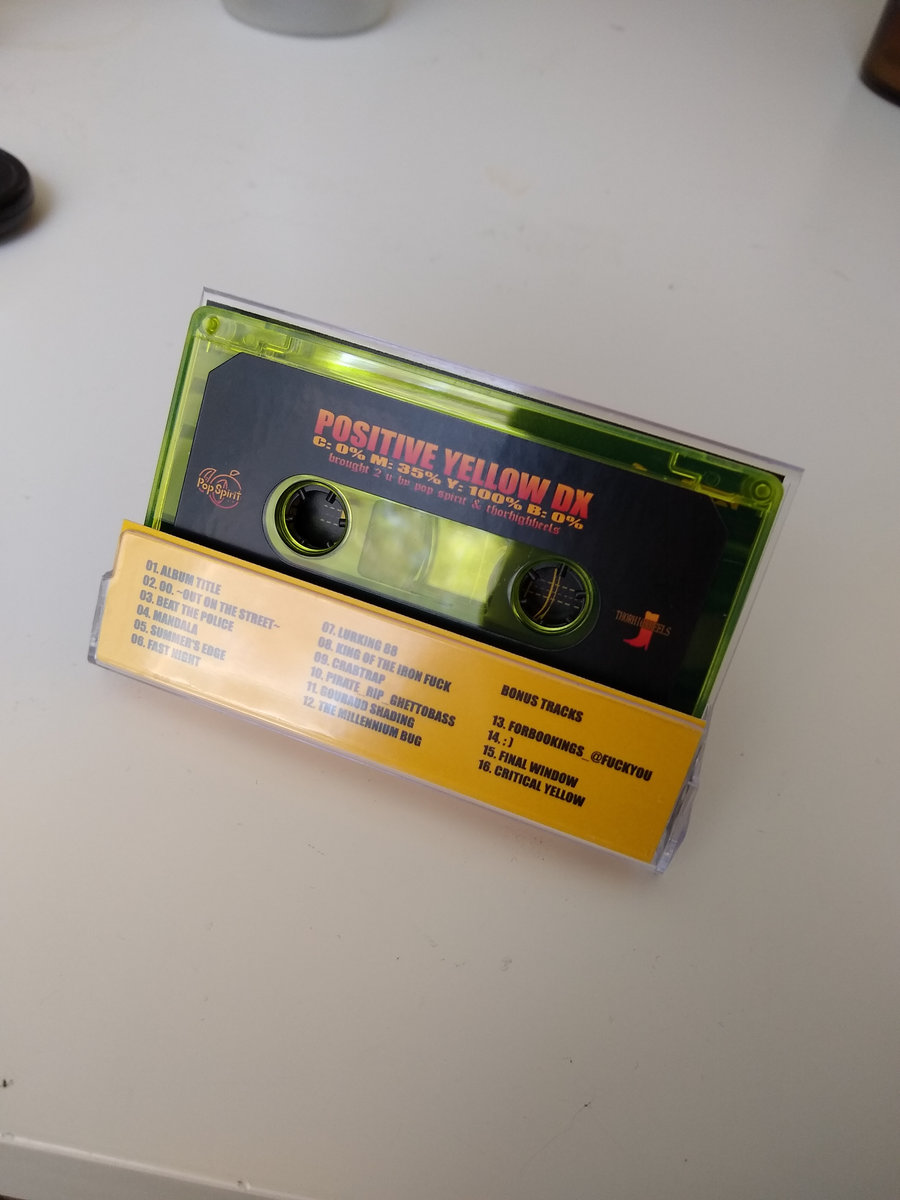 POSITIVE YELLOW DX
C: 0% M: 35% Y: 100% B: 0%
brought 2 u by pop spirit & thorhighheels
Pop Spirit
THORHIGHHEELS
01. ALBUM TITLE
02. OO. ~OUT ON THE STREET~
03. BEAT THE POLICE
04. MANDALA
05. SUMMER'S EDGE
06. FAST NIGHT
07. LURKING 88
08. KING OF THE IRON FUCK
09. CRABTRAP
10. PIRATE_RIP_GHETTOBASS
11. GOURAUD SHADING
12. THE MILLENNIUM BUG
BONUS TRACKS
13. FORBOOKINGS_@FUCKYOU
14. :)
15. FINAL WINDOW
16. CRITICAL YELLOW